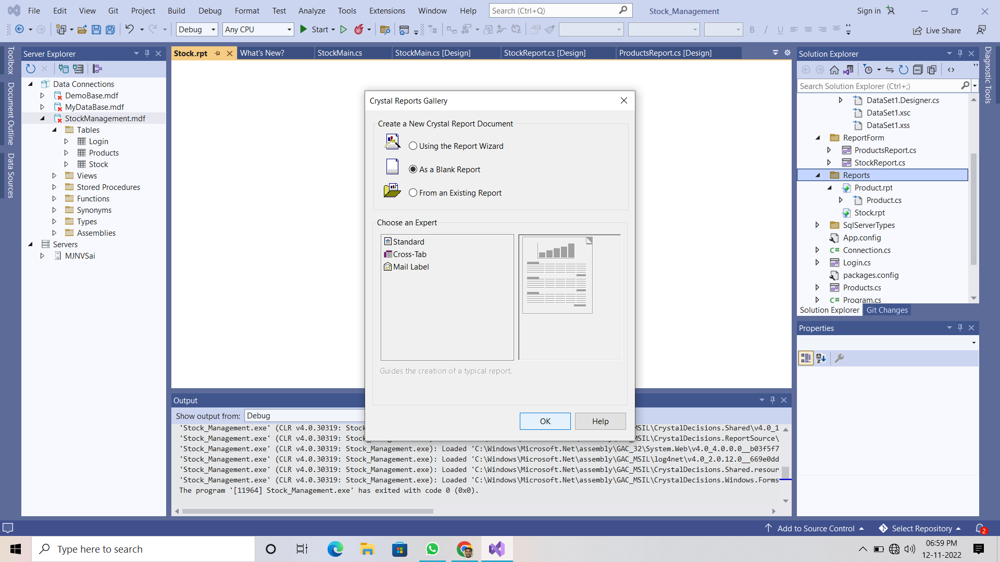 File Edit View Git Project Build Debug Format Test Analyze Tools Extensions Window Help Search (Ctrl+Q) Stock_Management Sign in
Debug Any CPU Start B I U Live Share
Toolbox
Document Outline
Data Sources
Server Explorer
Data Connections
DemoBase.mdf
MyDataBase.mdf
StockManagement.mdf
Tables
Login
Products
Stock
Views
Stored Procedures
Functions
Synonyms
Types
Assemblies
Servers
MJNVSai
Stock.rpt What's New? StockMain.cs StockMain.cs [Design] StockReport.cs [Design] ProductsReport.cs [Design]
Crystal Reports Gallery
Create a New Crystal Report Document
Using the Report Wizard
As a Blank Report
From an Existing Report
Choose an Expert
Standard
Cross-Tab
Mail Label
Guides the creation of a typical report.
OK Help
Output
Show output from: Debug
'Stock_Management.exe' (CLR v4.0.30319: Stock MSIL\CrystalDecisions.Shared\v4.0_1
'Stock_Management.exe' (CLR v4.0.30319: Stock_Management.exe): Loaded 'C:\Windows\Microsoft.Net\assembly\GAC_MSIL\CrystalDecisions.ReportSource\
'Stock_Management.exe' (CLR v4.0.30319: Stock_Management.exe): Loaded 'C:\Windows\Microsoft.Net\assembly\GAC_32\System.Web\v4.0_4.0.0.0__b03f5f7
'Stock_Management.exe' (CLR v4.0.30319: Stock_Management.exe): Loaded 'C:\Windows\Microsoft.Net\assembly\GAC_MSIL\log4net\v4.0_2.0.12.0__669e0dd
'Stock_Management.exe' (CLR v4.0.30319: Stock_Management.exe): Loaded 'C:\Windows\Microsoft.Net\assembly\GAC_MSIL\CrystalDecisions.Shared.resour
'Stock_Management.exe' (CLR v4.0.30319: Stock_Management.exe): Loaded 'C:\Windows\Microsoft.Net\assembly\GAC_MSIL\CrystalDecisions.Windows.Forms
The program '[11964] Stock_Management.exe' has exited with code 0 (0x0).
Solution Explorer
Search Solution Explorer (Ctrl+;)
DataSet1.Designer.cs
DataSet1.xsc
DataSet1.xss
ReportForm
ProductsReport.cs
StockReport.cs
Reports
Product.rpt
Product.cs
Stock.rpt
SqlServerTypes
App.config
C# Connection.cs
Login.cs
packages.config
Products.cs
C# Program.cs
Solution Explorer Git Changes
Properties
Diagnostic Tools
Add to Source Control Select Repository 2
Type here to search
06:59 PM
12-11-2022